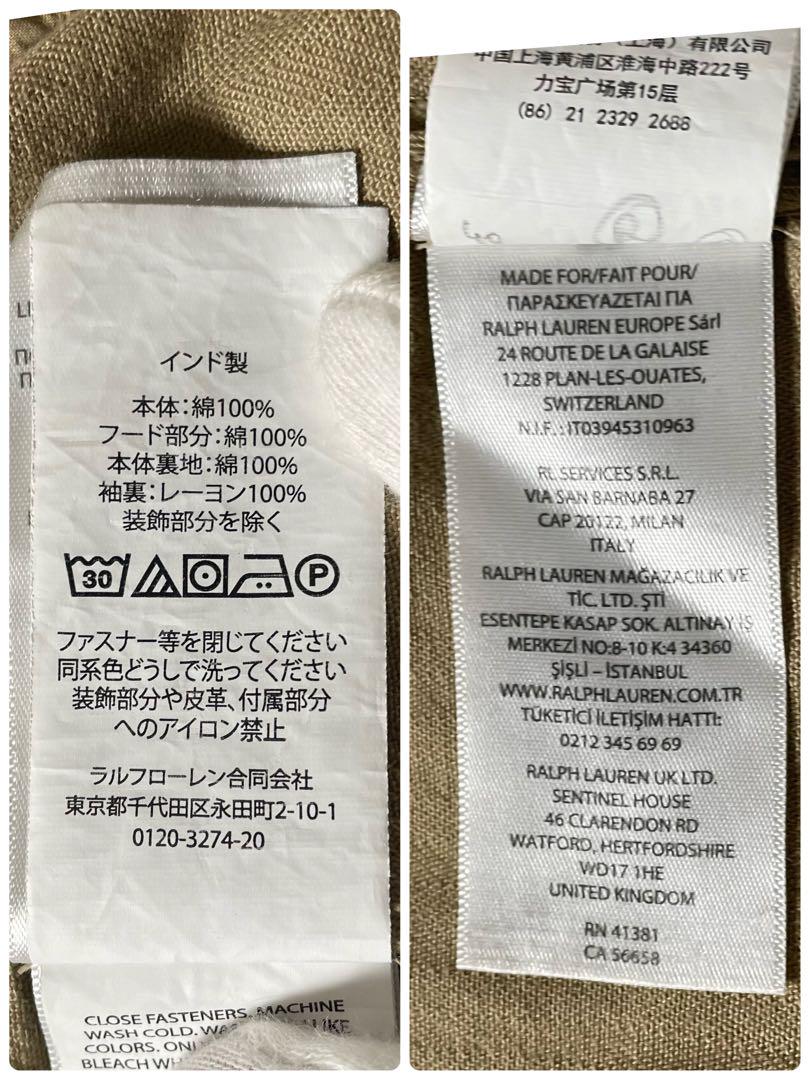 インド製
本体:綿100%
フード部分:綿100%
本体裏地:綿100%
袖裏:レーヨン100%
装飾部分を除く
30 P
ファスナー等を閉じてください
同系色どうしで洗ってください
装飾部分や皮革、付属部分
へのアイロン禁止
ラルフローレン合同会社
東京都千代田区永田町2-10-1
0120-3274-20
CLOSE FASTENERS. MACHINE
WASH COLD. LIKE
COLORS.
BLEACH
(上海)有限公司
中国上海黄浦区淮海中路222号
力宝广场第15层
(86) 21 2329 2688
MADE FOR/FAIT POUR/
ΠΑΡΑΣΚΕΥΑΖΕΤΑΙ ΓΙΑ
RALPH LAUREN EUROPE Sárl
24 ROUTE DE LA GALAISE
1228 PLAN-LES-OUATES,
SWITZERLAND
N.I.F.: IT03945310963
RL SERVICES S.R.L.
VIA SAN BARNABA 27
CAP 20122, MILAN
ITALY
RALPH LAUREN MAĞAZACILIK VE
TİC. LTD. ŞTİ
ESENTEPE KASAP SOK. ALTINAY İŞ
MERKEZİ NO:8-10 K:4 34360
ŞİŞLİ – İSTANBUL
WWW.RALPHLAUREN.COM.TR
TÜKETİCİ İLETİŞİM HATTI:
0212 345 69 69
RALPH LAUREN UK LTD.
SENTINEL HOUSE
46 CLARENDON RD
WATFORD, HERTFORDSHIRE
WD17 1HE
UNITED KINGDOM
RN 41381
CA 56658